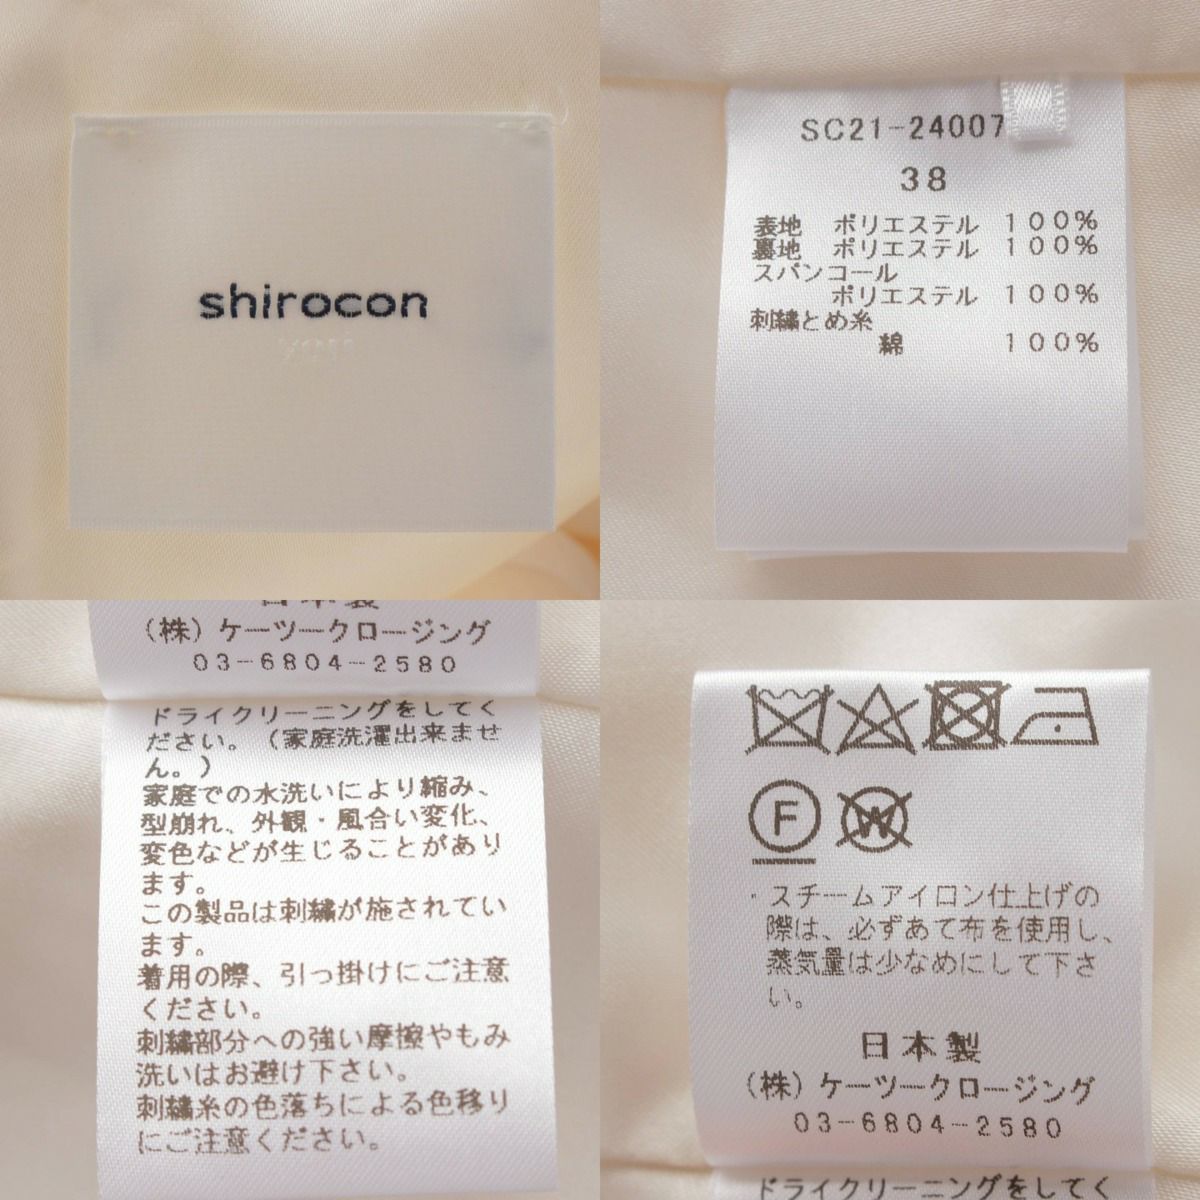 shirocon
SC21-24007
38
表地 ポリエステル 100%
裏地 ポリエステル 100%
スパンコール
ポリエステル 100%
刺繍とめ糸
綿 100%
日本製
(株)ケーツークロージング
03-6804-2580
ドライクリーニングをしてく
ださい。(家庭洗濯出来ませ
ん。)
家庭での水洗いにより縮み、
型崩れ、外観・風合い変化、
変色などが生じることがあり
ます。
この製品は刺繍が施されてい
ます。
着用の際、引っ掛けにご注意
ください。
刺繍部分への強い摩擦やもみ
洗いはお避け下さい。
刺繍糸の色落ちによる色移り
にご注意ください。
F W
・スチームアイロン仕上げの
際は、必ずあて布を使用し、
蒸気量は少なめにして下さ
い。
日本製
(株)ケーツークロージング
03-6804-2580
ドライクリーニングをしてく